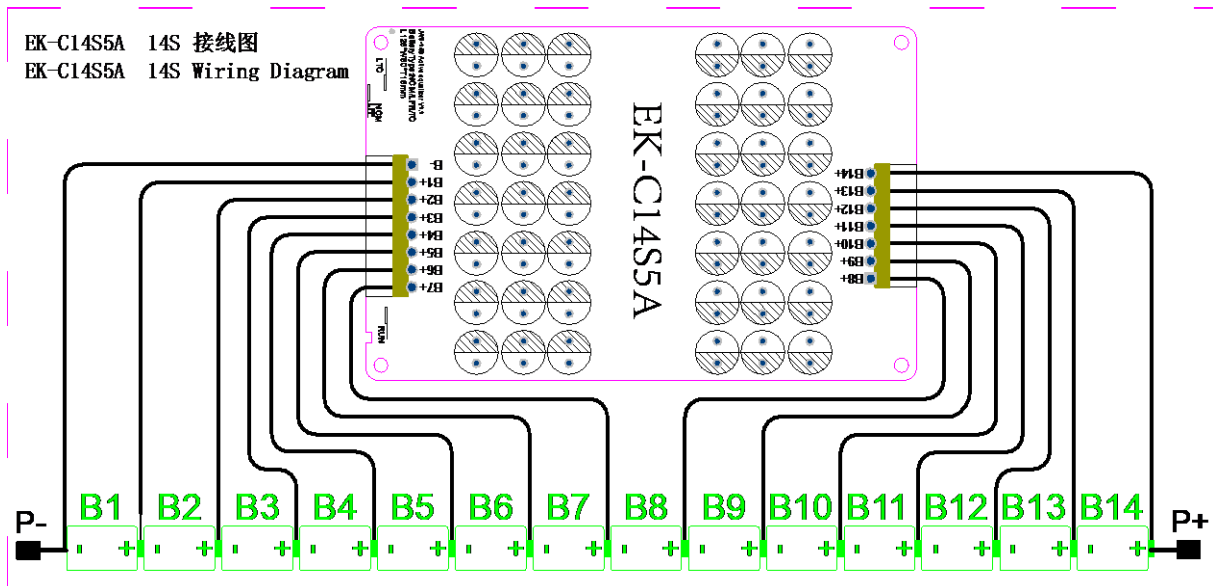 EK-C14S5A 14S 接线图
EK-C14S5A 14S Wiring Diagram
LTO
NCM
RUN
B-
B1+
B2+
B3+
B4+
B5+
B6+
B7+
EK-C14S5A
B14+
B13+
B12+
B11+
B10+
B9+
B8+
B1 B2 B3 B4 B5 B6 B7 B8 B9 B10 B11 B12 B13 B14
P- P+
- + - + - + - + - + - + - + - + - + - + - + - + - + - +